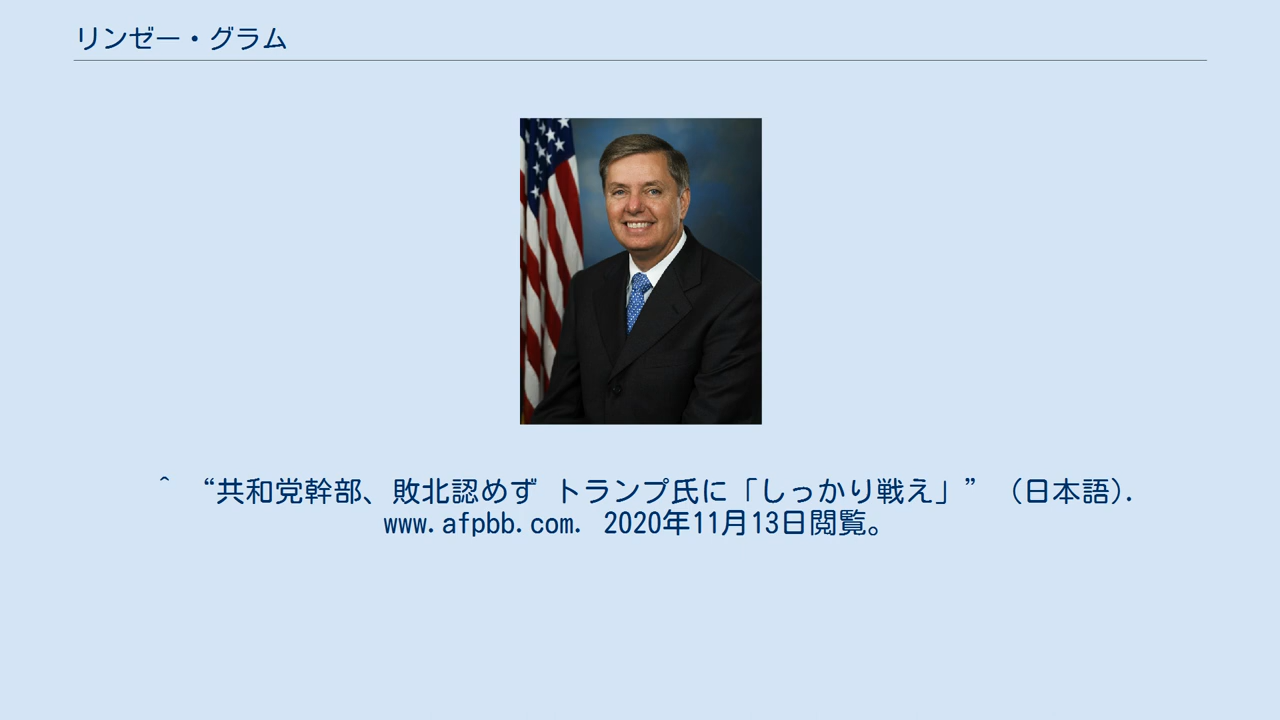 リンゼー・グラム
^ “共和党幹部、敗北認めず トランプ氏に「しっかり戦え」” (日本語).
www.afpbb.com. 2020年11月13日閲覧。